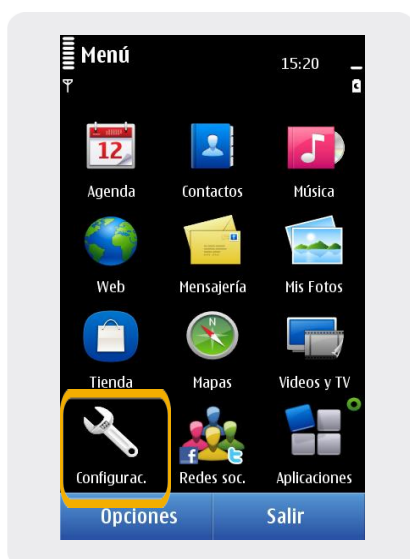 Menú 15:20
12
Agenda Contactos Música
Web Mensajería Mis Fotos
N
Tienda Mapas Videos y TV
Configurac. Redes soc. Aplicaciones
Opciones Salir